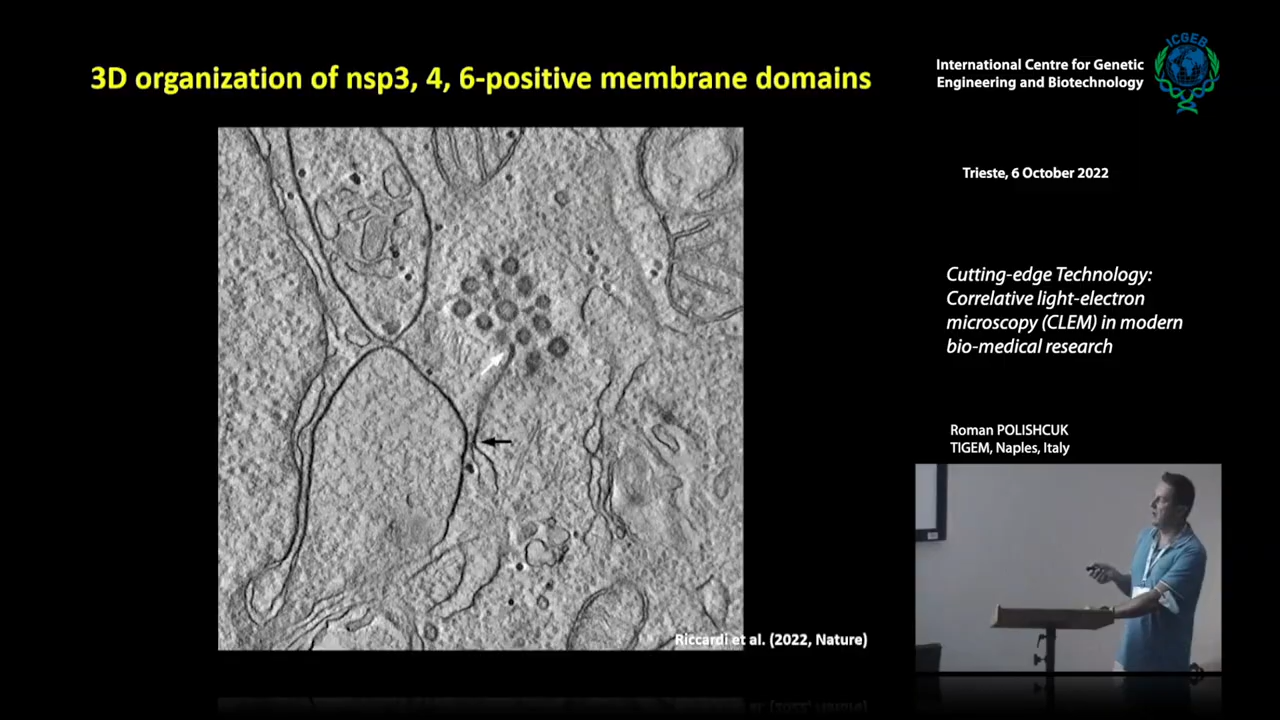 3D organization of nsp3, 4, 6-positive membrane domains
International Centre for Genetic
Engineering and Biotechnology
ICGEB
Trieste, 6 October 2022
Cutting-edge Technology:
Correlative light-electron
microscopy (CLEM) in modern
bio-medical research
Roman POLISHCUK
TIGEM, Naples, Italy
Riccardi et al. (2022, Nature)